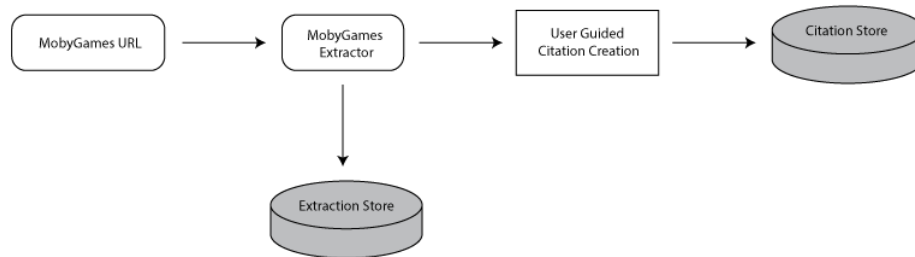 MobyGames URL
MobyGames
Extractor
User Guided
Citation Creation
Citation Store
Extraction Store